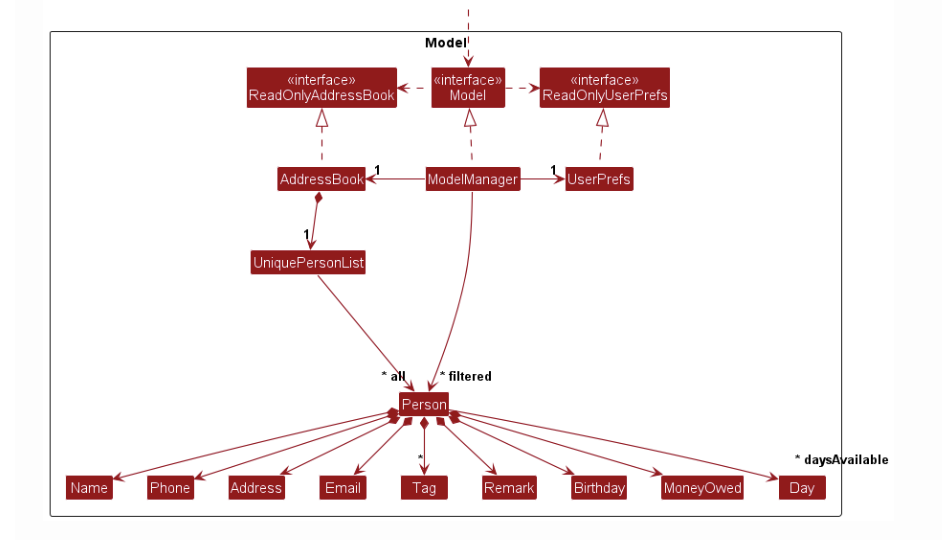 Model
«interface»
ReadOnlyAddressBook
«interface»
Model
«interface»
ReadOnlyUserPrefs
AddressBook
1
ModelManager
1
UserPrefs
1
UniquePersonList
* all
* filtered
Person
*
* daysAvailable
Name
Phone
Address
Email
Tag
Remark
Birthday
MoneyOwed
Day